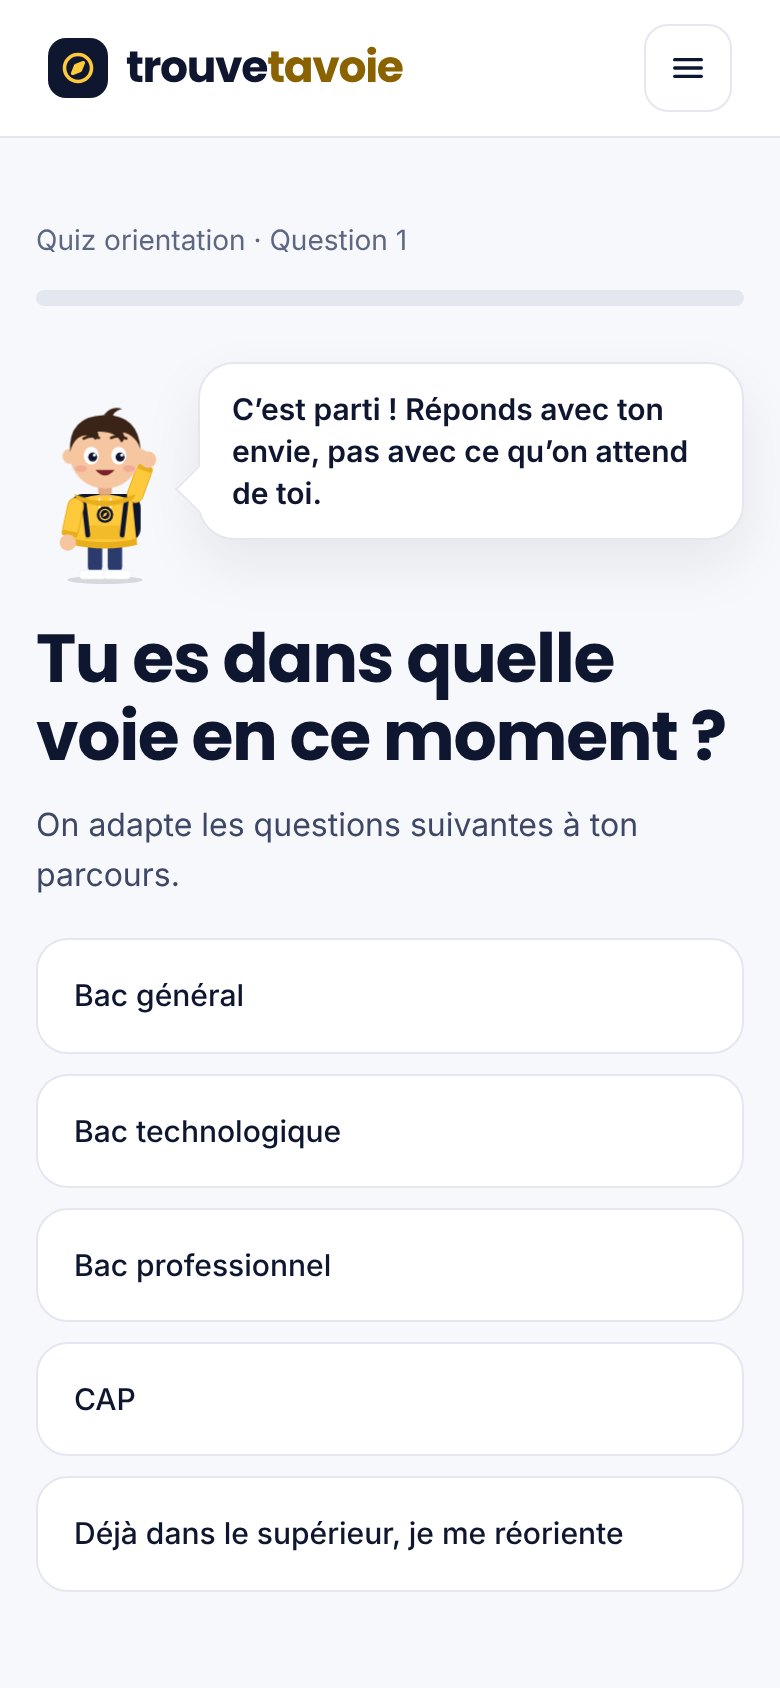 trouvetavoie
Quiz orientation · Question 1
C’est parti ! Réponds avec ton
envie, pas avec ce qu’on attend
de toi.
Tu es dans quelle
voie en ce moment ?
On adapte les questions suivantes à ton
parcours.
Bac général
Bac technologique
Bac professionnel
CAP
Déjà dans le supérieur, je me réoriente